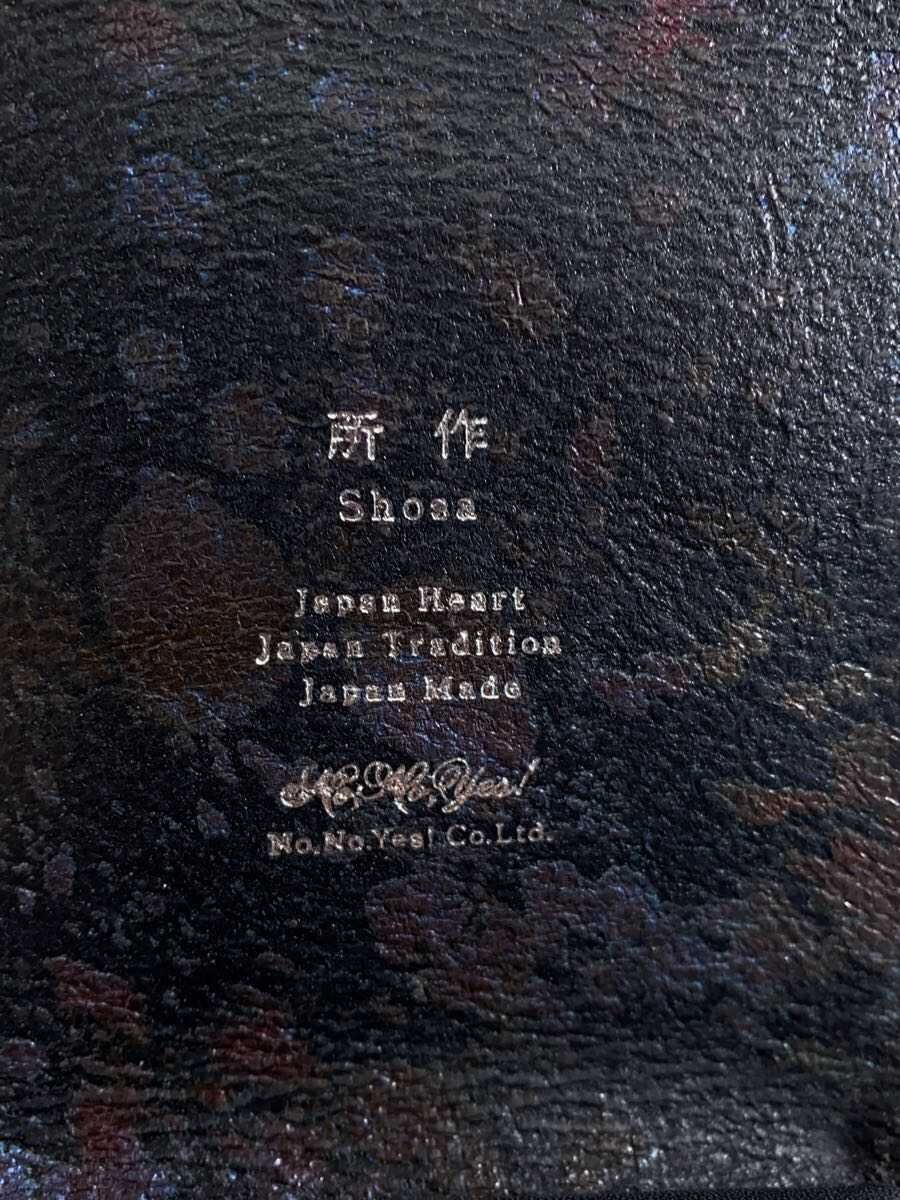 所作
Shosa
Japan Heart
Japan Tradition
Japan Made
No, No, Yes!
No.No.Yes! Co.Ltd.